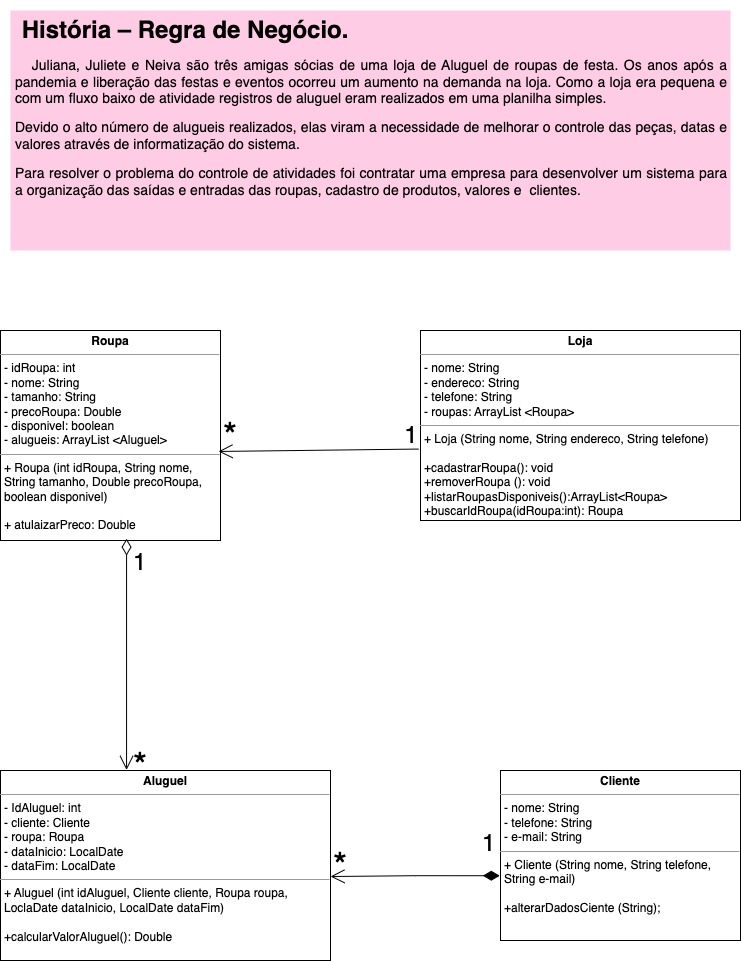 História – Regra de Negócio.
Juliana, Juliete e Neiva são três amigas sócias de uma loja de Aluguel de roupas de festa. Os anos após a
pandemia e liberação das festas e eventos ocorreu um aumento na demanda na loja. Como a loja era pequena e
com um fluxo baixo de atividade registros de aluguel eram realizados em uma planilha simples.
Devido o alto número de alugueis realizados, elas viram a necessidade de melhorar o controle das peças, datas e
valores através de informatização do sistema.
Para resolver o problema do controle de atividades foi contratar uma empresa para desenvolver um sistema para
a organização das saídas e entradas das roupas, cadastro de produtos, valores e clientes.
Roupa
- idRoupa: int
- nome: String
- tamanho: String
- precoRoupa: Double
- disponivel: boolean
- alugueis: ArrayList <Aluguel>
+ Roupa (int idRoupa, String nome,
String tamanho, Double precoRoupa,
boolean disponivel)
+ atulaizarPreco: Double
*
1
Loja
- nome: String
- endereco: String
- telefone: String
- roupas: ArrayList <Roupa>
+ Loja (String nome, String endereco, String telefone)
+cadastrarRoupa(): void
+removerRoupa (): void
+listarRoupasDisponiveis():ArrayList<Roupa>
+buscarIdRoupa(idRoupa:int): Roupa
1
*
Aluguel
- IdAluguel: int
- cliente: Cliente
- roupa: Roupa
- dataInicio: LocalDate
- dataFim: LocalDate
+ Aluguel (int idAluguel, Cliente cliente, Roupa roupa,
LoclaDate dataInicio, LocalDate dataFim)
+calcularValorAluguel(): Double
*
1
Cliente
- nome: String
- telefone: String
- e-mail: String
+ Cliente (String nome, String telefone,
String e-mail)
+alterarDadosCiente (String);